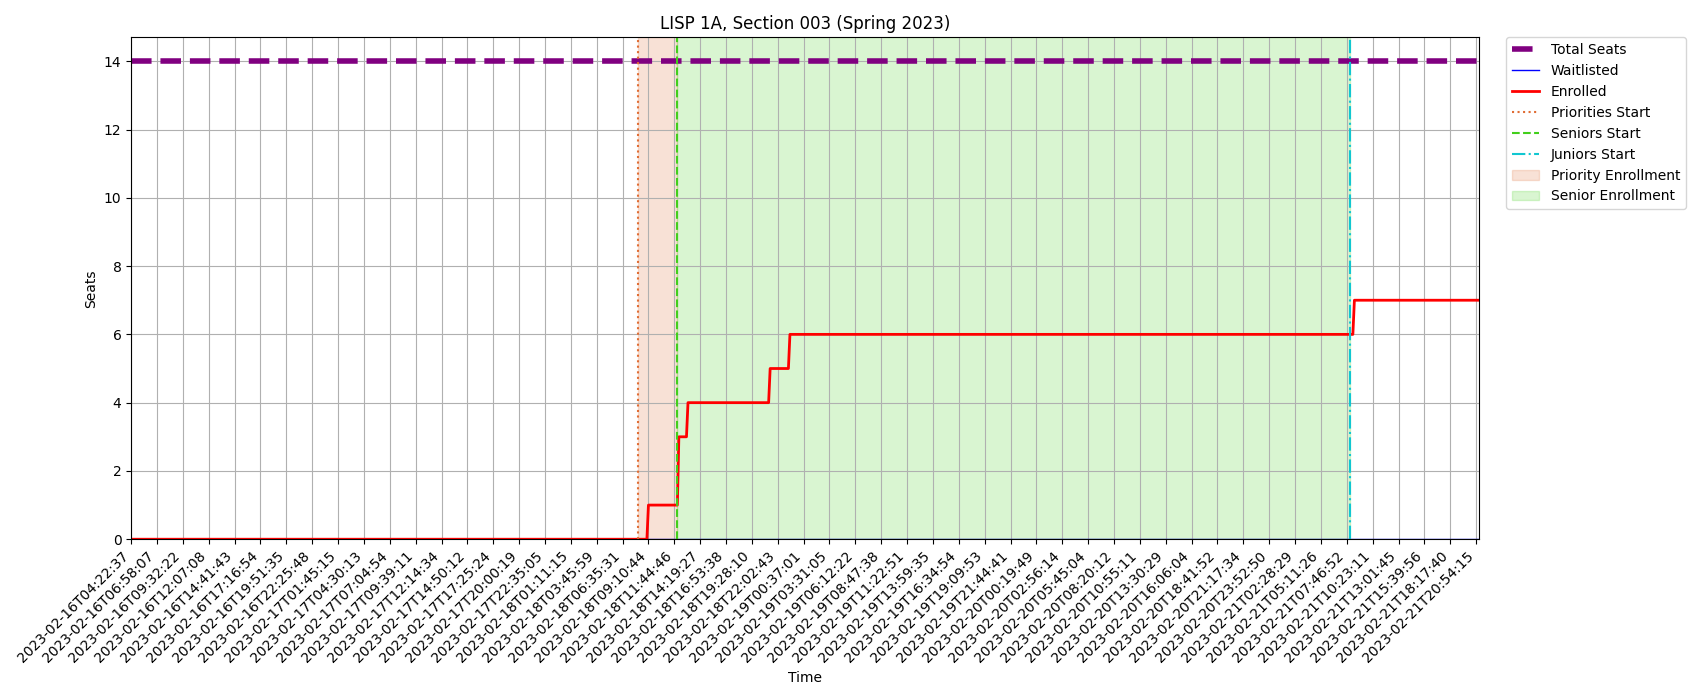 LISP 1A, Section 003 (Spring 2023)
Total Seats
Waitlisted
Enrolled
Priorities Start
Seniors Start
Juniors Start
Priority Enrollment
Senior Enrollment
Seats
14
12
10
8
6
4
2
0
2023-02-16T04:22:37
2023-02-16T06:58:07
2023-02-16T09:32:22
2023-02-16T12:07:08
2023-02-16T14:41:43
2023-02-16T17:16:54
2023-02-16T19:51:35
2023-02-16T22:25:48
2023-02-17T01:45:15
2023-02-17T04:30:13
2023-02-17T07:04:54
2023-02-17T09:39:11
2023-02-17T12:14:34
2023-02-17T14:50:12
2023-02-17T17:25:24
2023-02-17T20:00:19
2023-02-17T22:35:05
2023-02-18T01:11:15
2023-02-18T03:45:59
2023-02-18T06:35:31
2023-02-18T09:10:44
2023-02-18T11:44:46
2023-02-18T14:19:27
2023-02-18T16:53:38
2023-02-18T19:28:10
2023-02-18T22:02:43
2023-02-19T00:37:01
2023-02-19T03:31:05
2023-02-19T06:12:22
2023-02-19T08:47:38
2023-02-19T11:22:51
2023-02-19T13:59:35
2023-02-19T16:34:54
2023-02-19T19:09:53
2023-02-19T21:44:41
2023-02-20T00:19:49
2023-02-20T02:56:14
2023-02-20T05:45:04
2023-02-20T08:20:12
2023-02-20T10:55:11
2023-02-20T13:30:29
2023-02-20T16:06:04
2023-02-20T18:41:52
2023-02-20T21:17:34
2023-02-20T23:52:50
2023-02-21T02:28:29
2023-02-21T05:11:26
2023-02-21T07:46:52
2023-02-21T10:23:11
2023-02-21T13:01:45
2023-02-21T15:39:56
2023-02-21T18:17:40
2023-02-21T20:54:15
Time